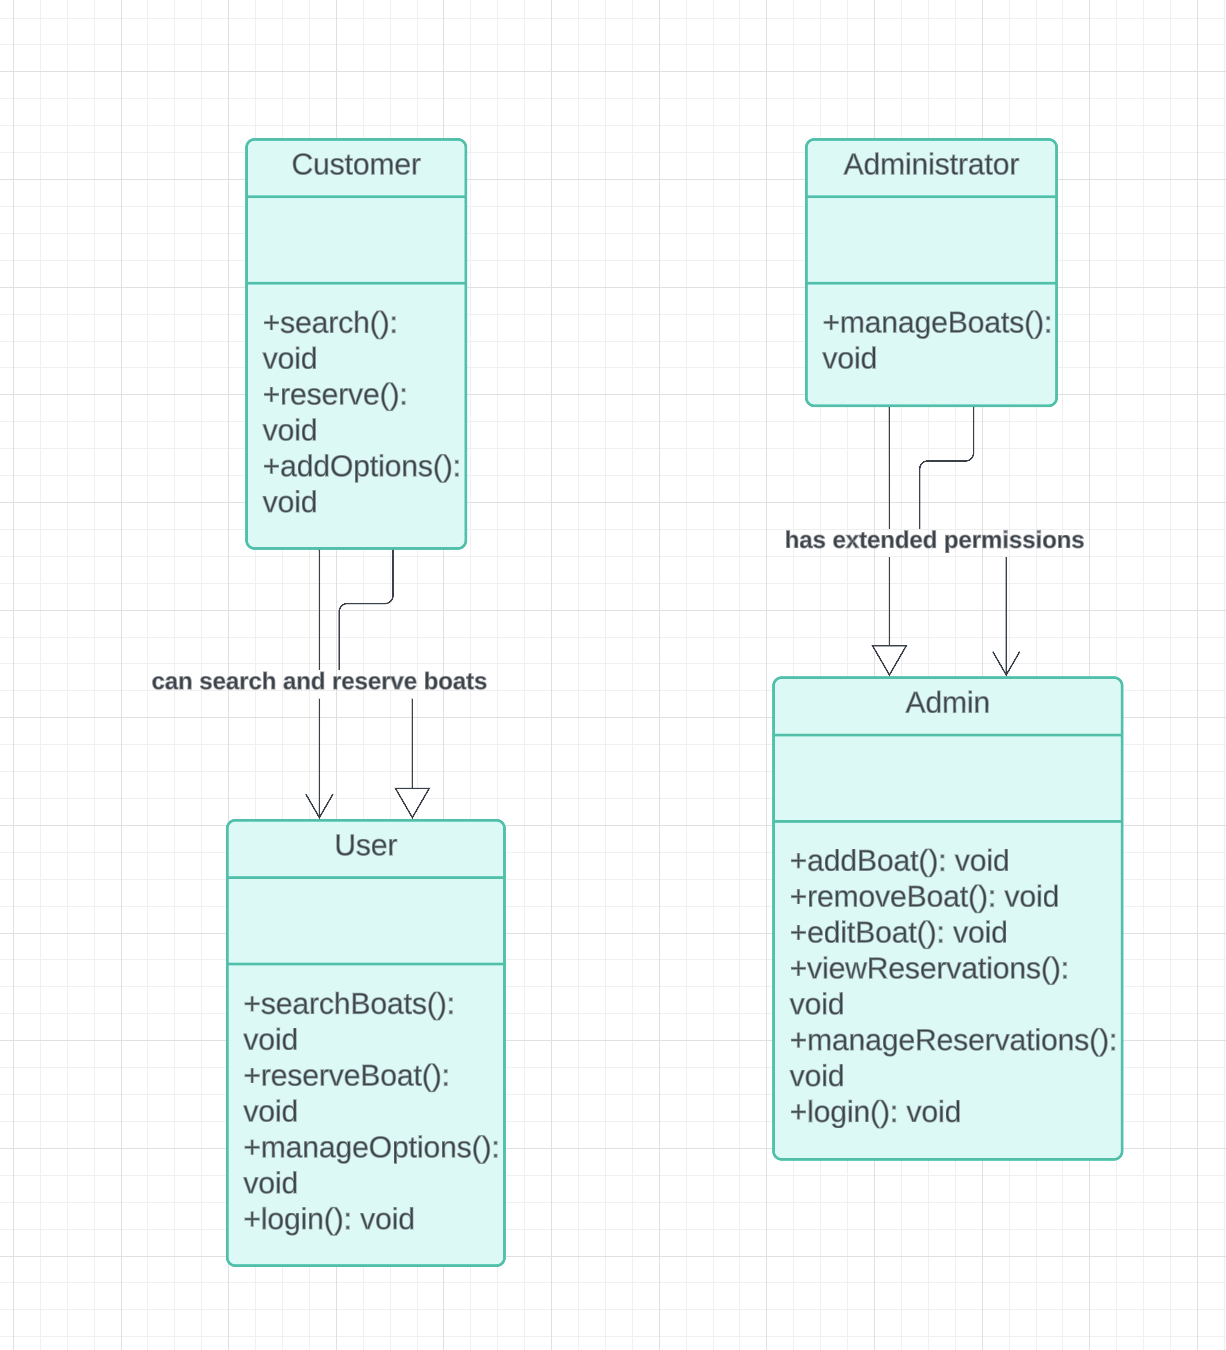 Customer
+search():
void
+reserve():
void
+addOptions():
void
Administrator
+manageBoats():
void
can search and reserve boats
has extended permissions
User
+searchBoats():
void
+reserveBoat():
void
+manageOptions():
void
+login(): void
Admin
+addBoat(): void
+removeBoat(): void
+editBoat(): void
+viewReservations():
void
+manageReservations():
void
+login(): void